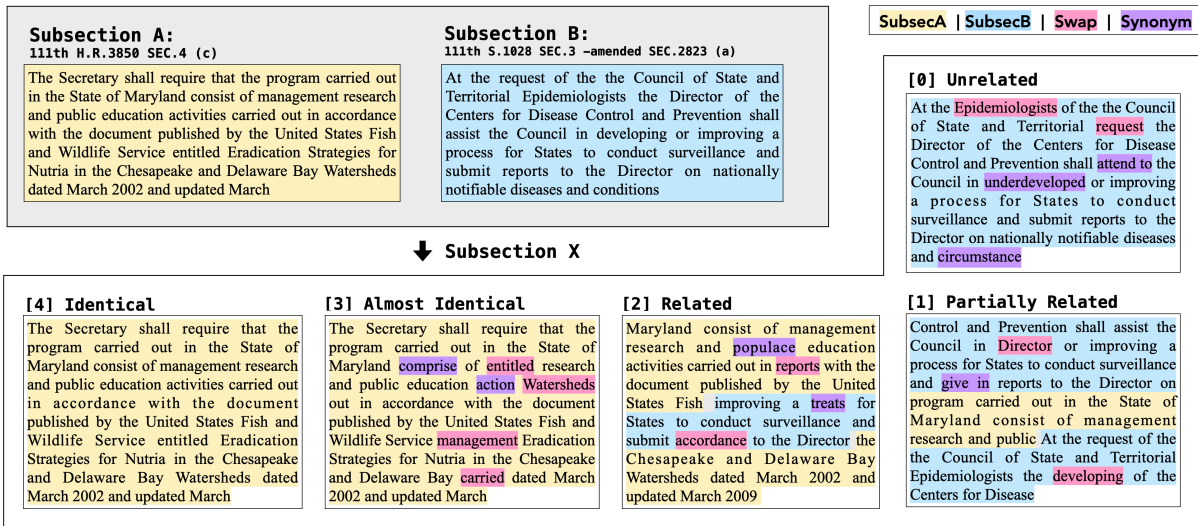 SubsecA | SubsecB | Swap | Synonym
Subsection A:
111th H.R.3850 SEC.4 (c)
The Secretary shall require that the program carried out
in the State of Maryland consist of management research
and public education activities carried out in accordance
with the document published by the United States Fish
and Wildlife Service entitled Eradication Strategies for
Nutria in the Chesapeake and Delaware Bay Watersheds
dated March 2002 and updated March
Subsection B:
111th S.1028 SEC.3 –amended SEC.2823 (a)
At the request of the the Council of State and
Territorial Epidemiologists the Director of the
Centers for Disease Control and Prevention shall
assist the Council in developing or improving a
process for States to conduct surveillance and
submit reports to the Director on nationally
notifiable diseases and conditions
Subsection X
[0] Unrelated
At the Epidemiologists of the the Council
of State and Territorial request the
Director of the Centers for Disease
Control and Prevention shall attend to the
Council in underdeveloped or improving
a process for States to conduct
surveillance and submit reports to the
Director on nationally notifiable diseases
and circumstance
[4] Identical
The Secretary shall require that the
program carried out in the State of
Maryland consist of management research
and public education activities carried out
in accordance with the document
published by the United States Fish and
Wildlife Service entitled Eradication
Strategies for Nutria in the Chesapeake
and Delaware Bay Watersheds dated
March 2002 and updated March
[3] Almost Identical
The Secretary shall require that the
program carried out in the State of
Maryland comprise of entitled research
and public education action Watersheds
out in accordance with the document
published by the United States Fish and
Wildlife Service management Eradication
Strategies for Nutria in the Chesapeake
and Delaware Bay carried dated March
2002 and updated March
[2] Related
Maryland consist of management
research and populace education
activities carried out in reports with the
document published by the United
States Fish improving a treats for
States to conduct surveillance and
submit accordance to the Director the
Chesapeake and Delaware Bay
Watersheds dated March 2002 and
updated March 2009
[1] Partially Related
Control and Prevention shall assist the
Council in Director or improving a
process for States to conduct surveillance
and give in reports to the Director on
program carried out in the State of
Maryland consist of management
research and public At the request of the
the Council of State and Territorial
Epidemiologists the developing of the
Centers for Disease